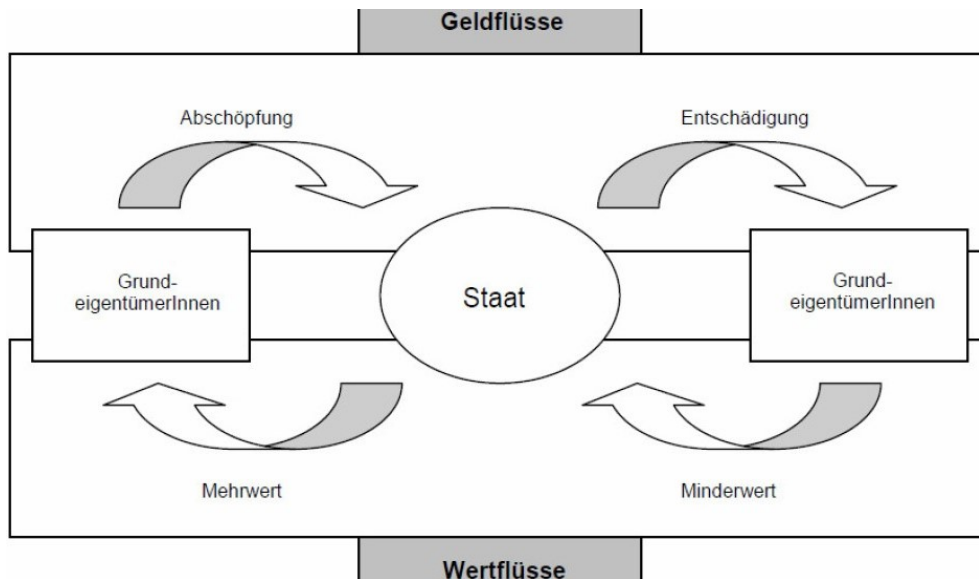 Geldflüsse
Abschöpfung
Entschädigung
Grund-
eigentümerInnen
Staat
Grund-
eigentümerInnen
Mehrwert
Minderwert
Wertflüsse